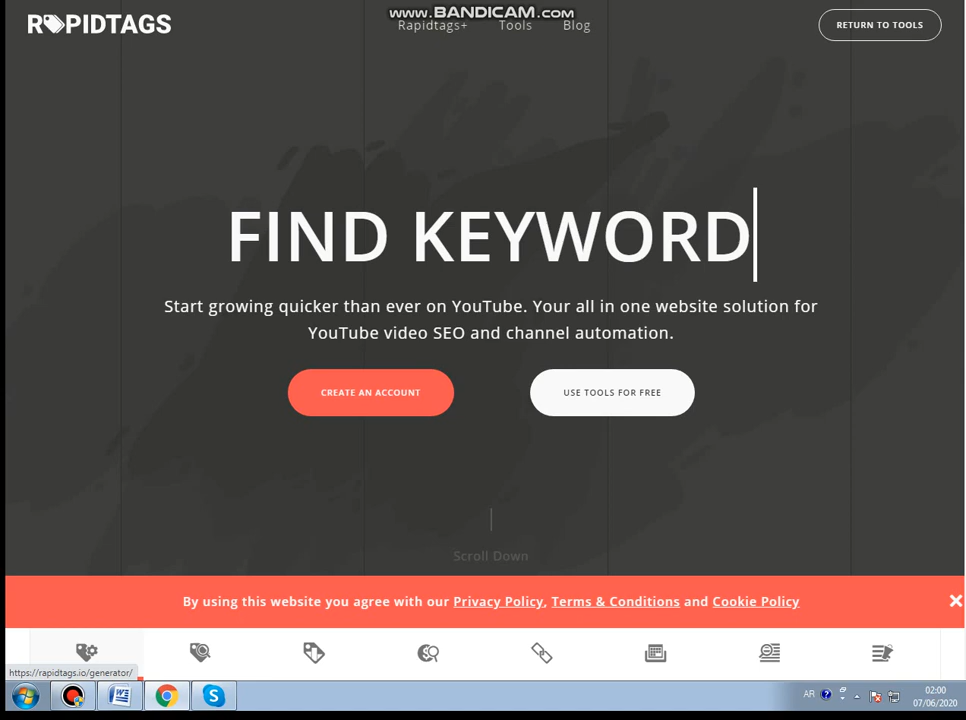 www.BANDICAM.com
RAPIDTAGS
Rapidtags+ Tools Blog
RETURN TO TOOLS
FIND KEYWORD
Start growing quicker than ever on YouTube. Your all in one website solution for
YouTube video SEO and channel automation.
CREATE AN ACCOUNT
USE TOOLS FOR FREE
Scroll Down
By using this website you agree with our Privacy Policy, Terms & Conditions and Cookie Policy
https://rapidtags.io/generator/
AR
02:00
07/06/2020